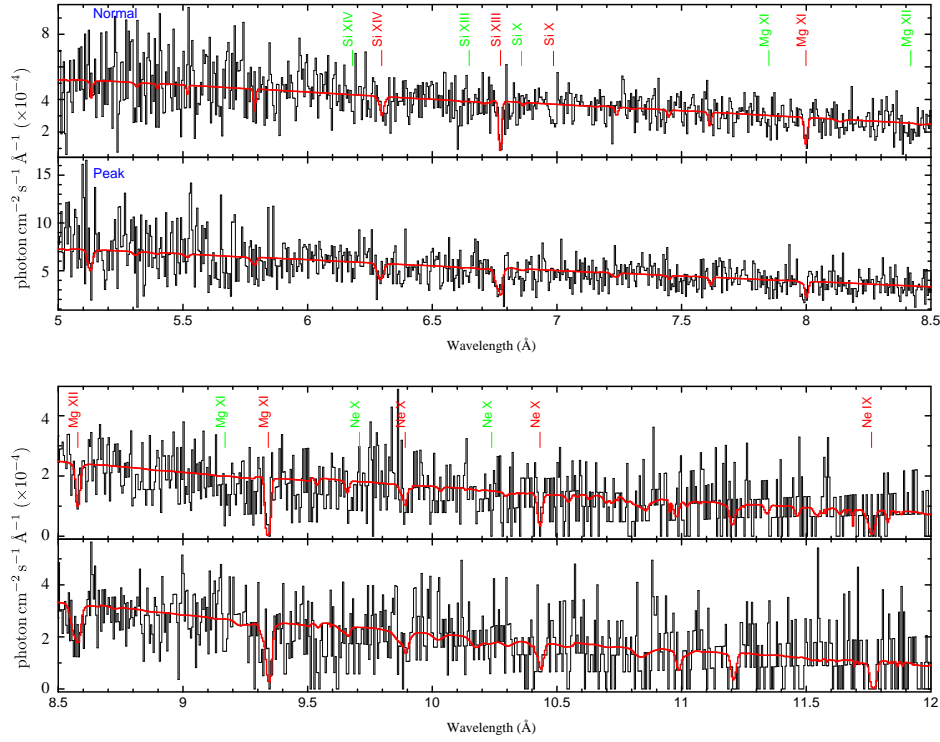 Normal
Si XIV Si XIV Si XIII Si XIII Si X Si X Mg XI Mg XI Mg XII
8
4
2
Peak
15
10
5
5 5.5 6 6.5 7 7.5 8 8.5
Wavelength (Å)
photon cm⁻² s⁻¹ Å⁻¹ (×10⁻⁴)
Mg XII Mg XI Mg XI Ne X Ne X Ne X Ne X Ne IX
4
2
0
4
2
0
8.5 9 9.5 10 10.5 11 11.5 12
Wavelength (Å)
photon cm⁻² s⁻¹ Å⁻¹ (×10⁻⁴)